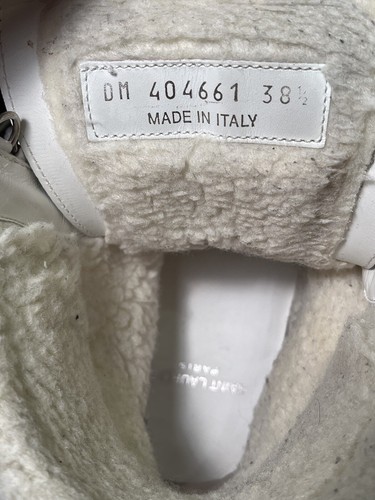 DM 404661 38½
MADE IN ITALY
SAINT LAURENT
PARIS